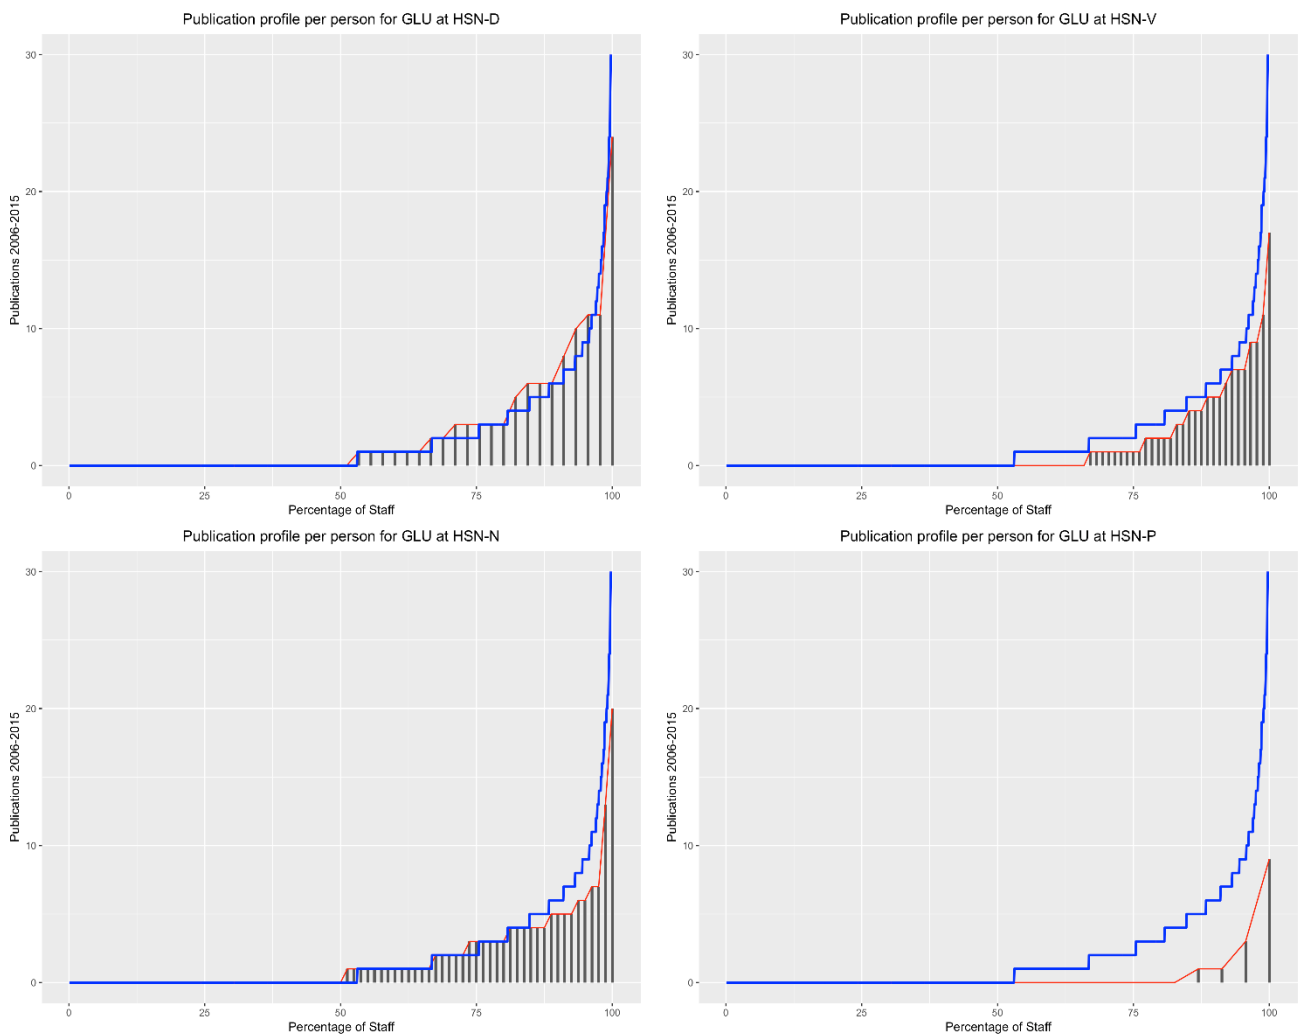 Publication profile per person for GLU at HSN-D
30
20
10
0
Publications 2006-2015
0 25 50 75 100
Percentage of Staff
Publication profile per person for GLU at HSN-V
30
20
10
0
Publications 2006-2015
0 25 50 75 100
Percentage of Staff
Publication profile per person for GLU at HSN-N
30
20
10
0
Publications 2006-2015
0 25 50 75 100
Percentage of Staff
Publication profile per person for GLU at HSN-P
30
20
10
0
Publications 2006-2015
0 25 50 75 100
Percentage of Staff